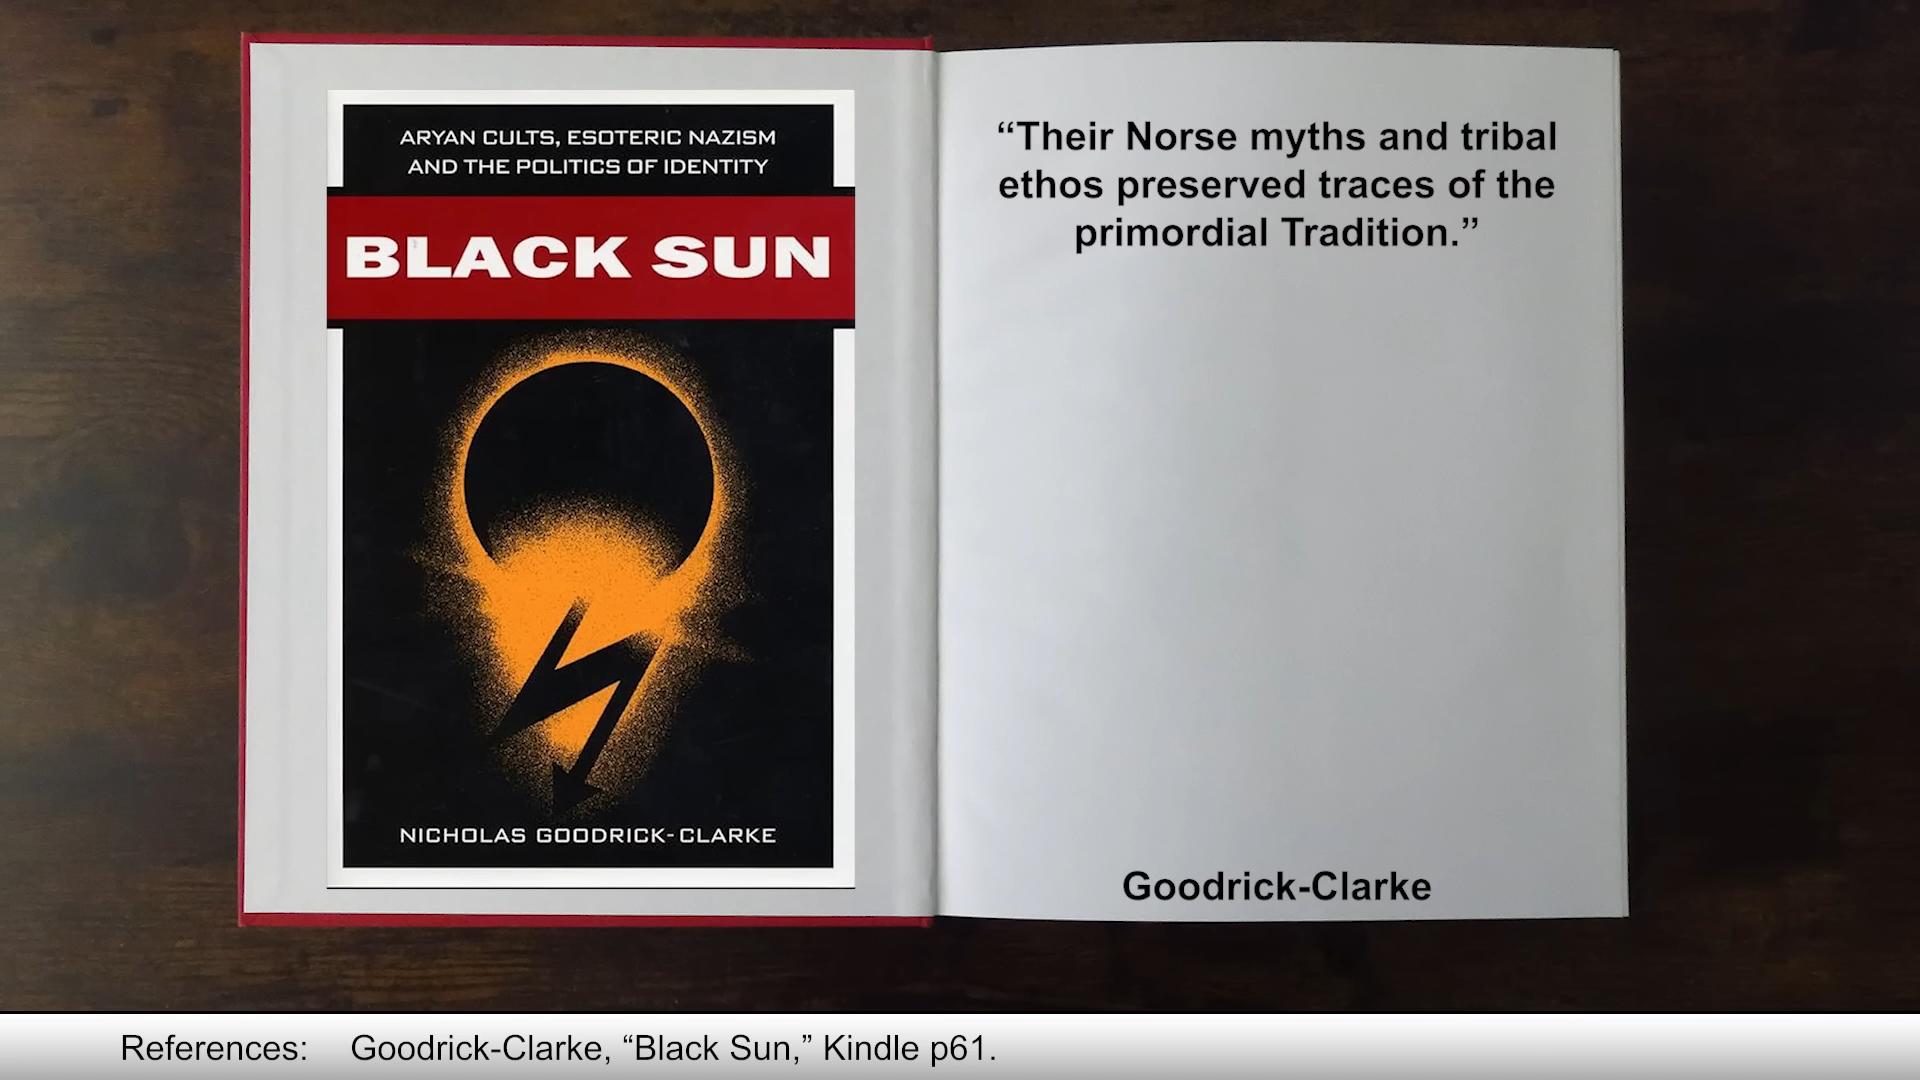 ARYAN CULTS, ESOTERIC NAZISM
AND THE POLITICS OF IDENTITY
BLACK SUN
NICHOLAS GOODRICK-CLARKE
“Their Norse myths and tribal
ethos preserved traces of the
primordial Tradition.”
Goodrick-Clarke
References: Goodrick-Clarke, “Black Sun,” Kindle p61.